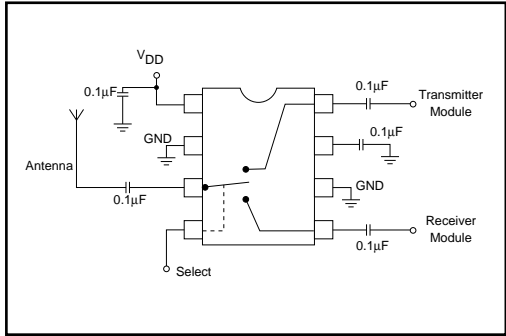 VDD
0.1μF
0.1μF
Transmitter
Module
GND
0.1μF
Antenna
GND
0.1μF
Receiver
Module
0.1μF
Select